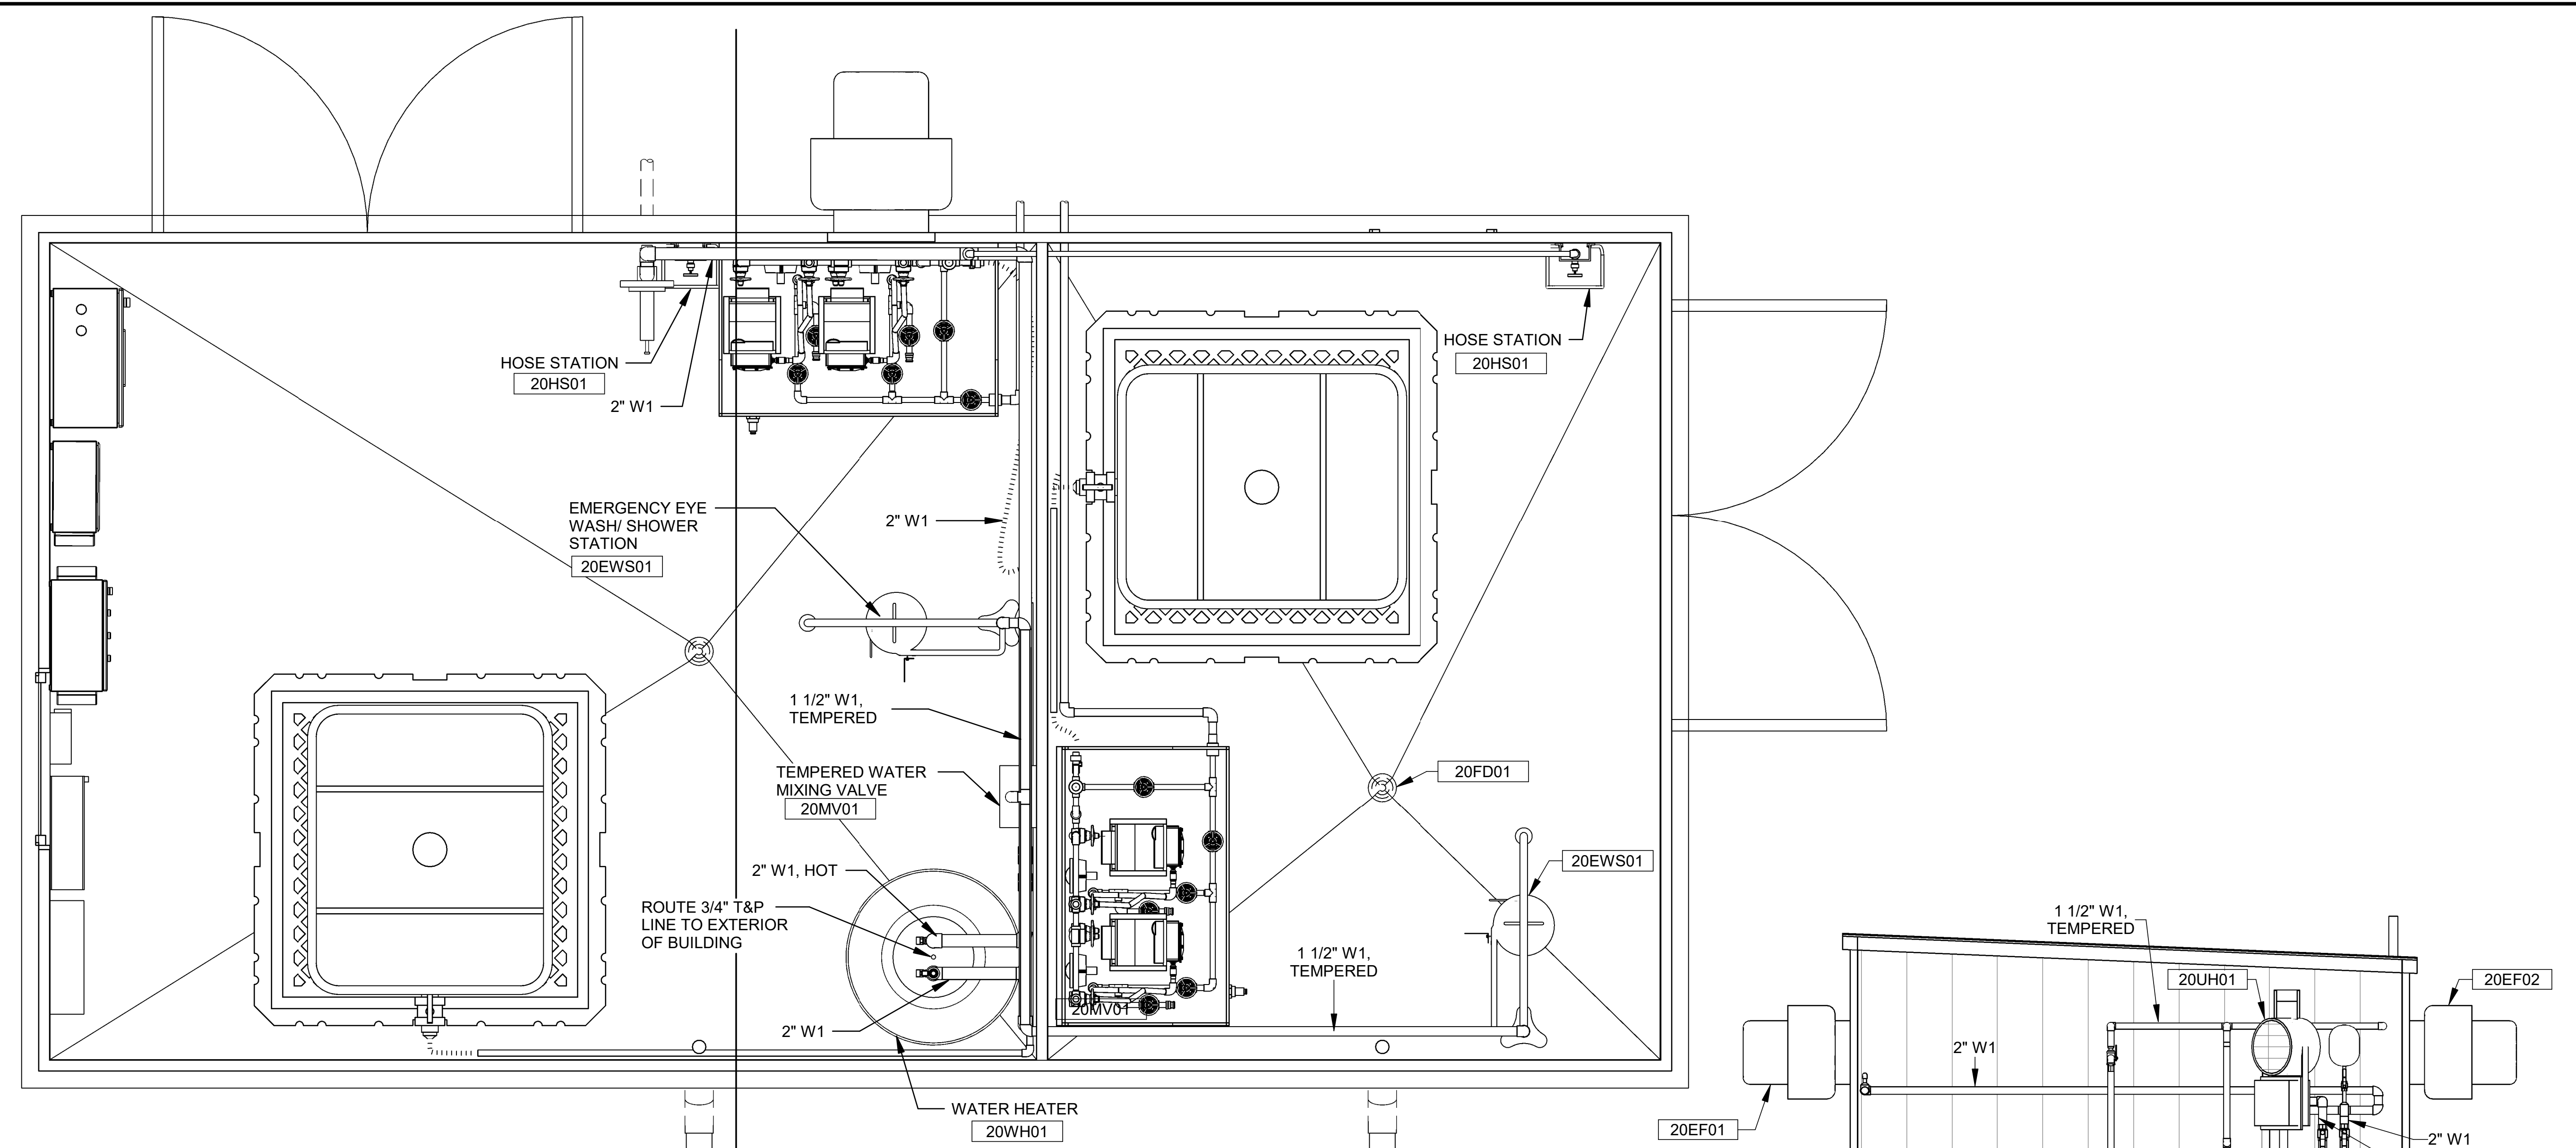 HOSE STATION
20HS01
2" W1
HOSE STATION
20HS01
EMERGENCY EYE
WASH/ SHOWER
STATION
20EWS01
2" W1
1 1/2" W1,
TEMPERED
TEMPERED WATER
MIXING VALVE
20MV01
20FD01
2" W1, HOT
ROUTE 3/4" T&P
LINE TO EXTERIOR
OF BUILDING
20EWS01
1 1/2" W1,
TEMPERED
20MV01
2" W1
WATER HEATER
20WH01
1 1/2" W1,
TEMPERED
20UH01
20EF02
2" W1
20EF01
2" W1